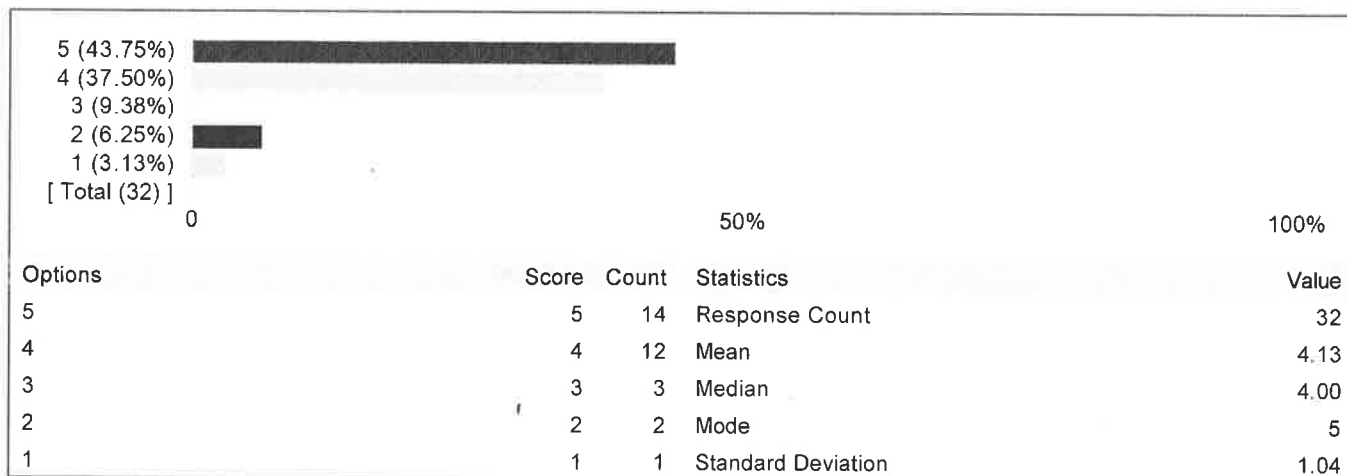 5 (43.75%)
4 (37.50%)
3 (9.38%)
2 (6.25%)
1 (3.13%)
[ Total (32) ]
0 50% 100%
Options Score Count Statistics Value
5 5 14 Response Count 32
4 4 12 Mean 4.13
3 3 3 Median 4.00
2 2 2 Mode 5
1 1 1 Standard Deviation 1.04